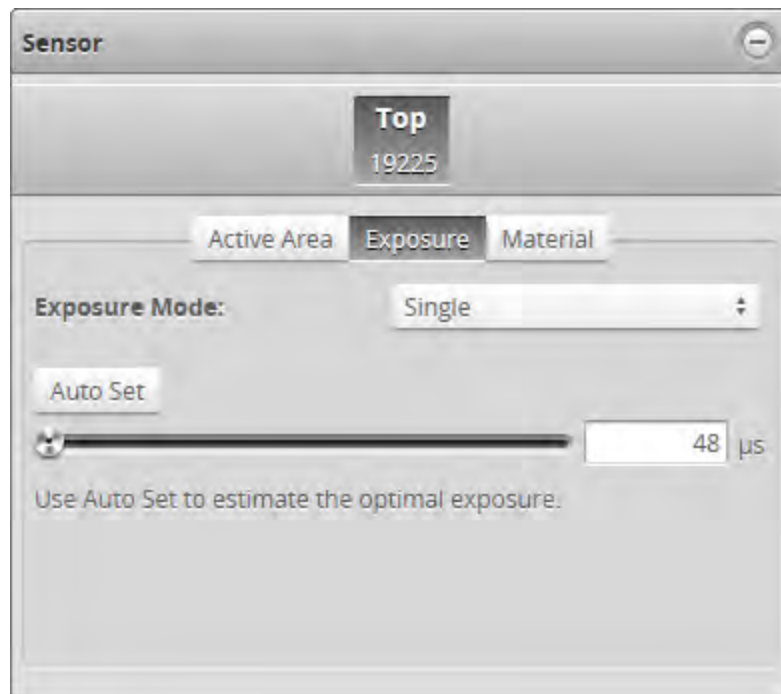 Sensor
Top
19225
Active Area Exposure Material
Exposure Mode: Single
Auto Set
48 µs
Use Auto Set to estimate the optimal exposure.